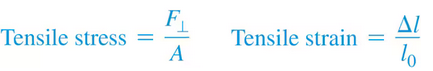 Tensile stress = F⊥/A Tensile strain = Δl/l₀